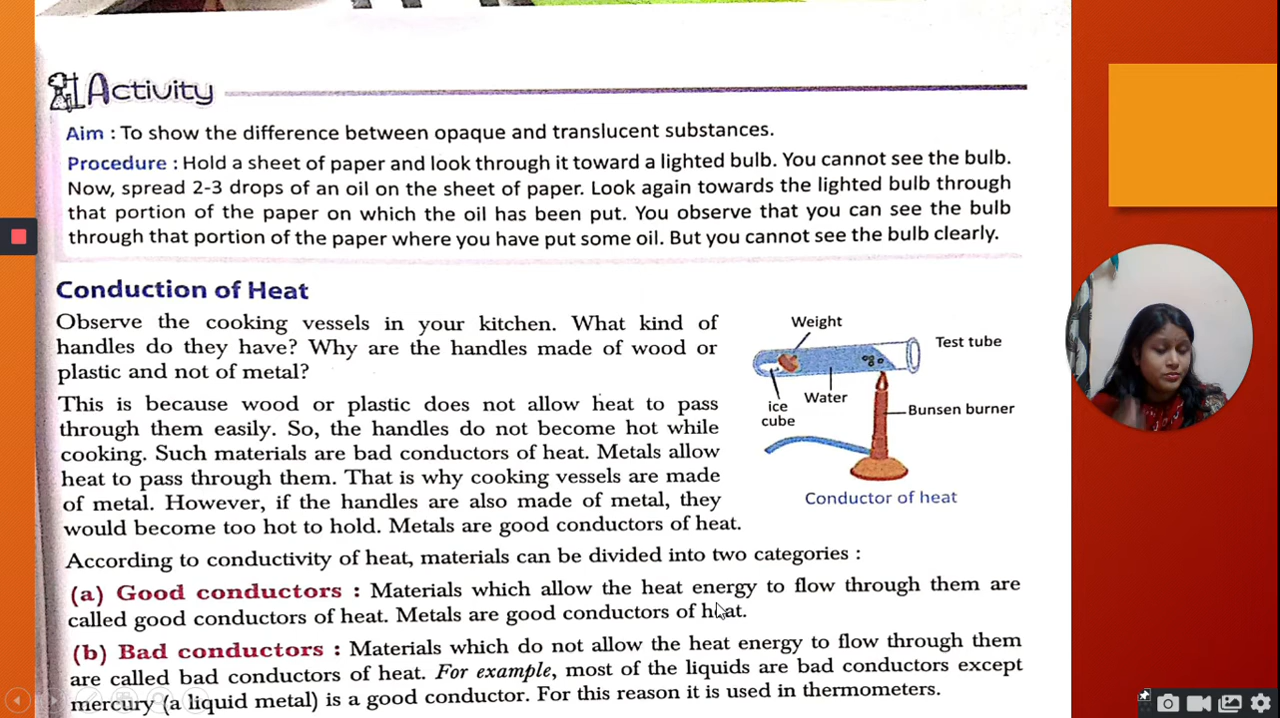 Activity
Aim : To show the difference between opaque and translucent substances.
Procedure : Hold a sheet of paper and look through it toward a lighted bulb. You cannot see the bulb.
Now, spread 2-3 drops of an oil on the sheet of paper. Look again towards the lighted bulb through
that portion of the paper on which the oil has been put. You observe that you can see the bulb
through that portion of the paper where you have put some oil. But you cannot see the bulb clearly.
Conduction of Heat
Observe the cooking vessels in your kitchen. What kind of
handles do they have? Why are the handles made of wood or
plastic and not of metal?
This is because wood or plastic does not allow heat to pass
through them easily. So, the handles do not become hot while
cooking. Such materials are bad conductors of heat. Metals allow
heat to pass through them. That is why cooking vessels are made
of metal. However, if the handles are also made of metal, they
would become too hot to hold. Metals are good conductors of heat.
Weight
Test tube
ice
cube
Water
Bunsen burner
Conductor of heat
According to conductivity of heat, materials can be divided into two categories :
(a) Good conductors : Materials which allow the heat energy to flow through them are
called good conductors of heat. Metals are good conductors of heat.
(b) Bad conductors : Materials which do not allow the heat energy to flow through them
are called bad conductors of heat. For example, most of the liquids are bad conductors except
mercury (a liquid metal) is a good conductor. For this reason it is used in thermometers.